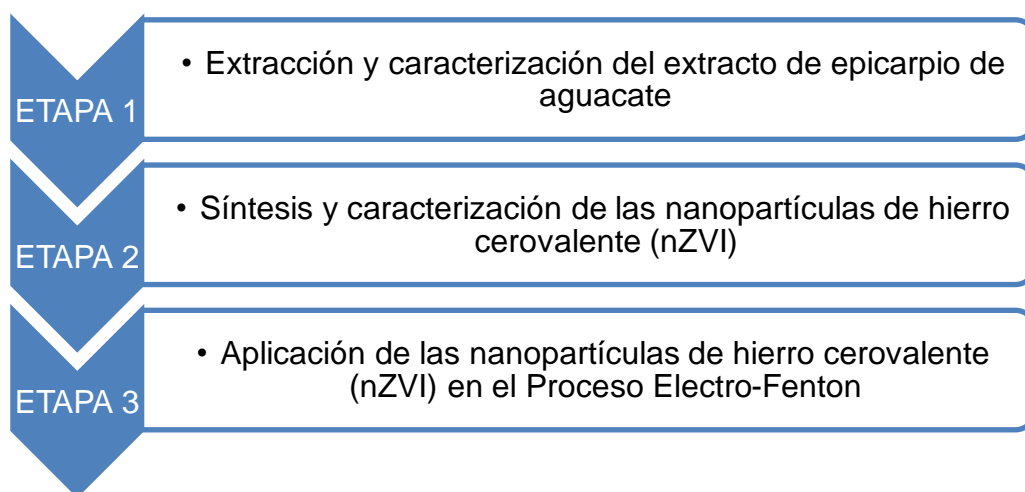 ETAPA 1
• Extracción y caracterización del extracto de epicarpio de
aguacate
ETAPA 2
• Síntesis y caracterización de las nanopartículas de hierro
cerovalente (nZVI)
ETAPA 3
• Aplicación de las nanopartículas de hierro cerovalente
(nZVI) en el Proceso Electro-Fenton